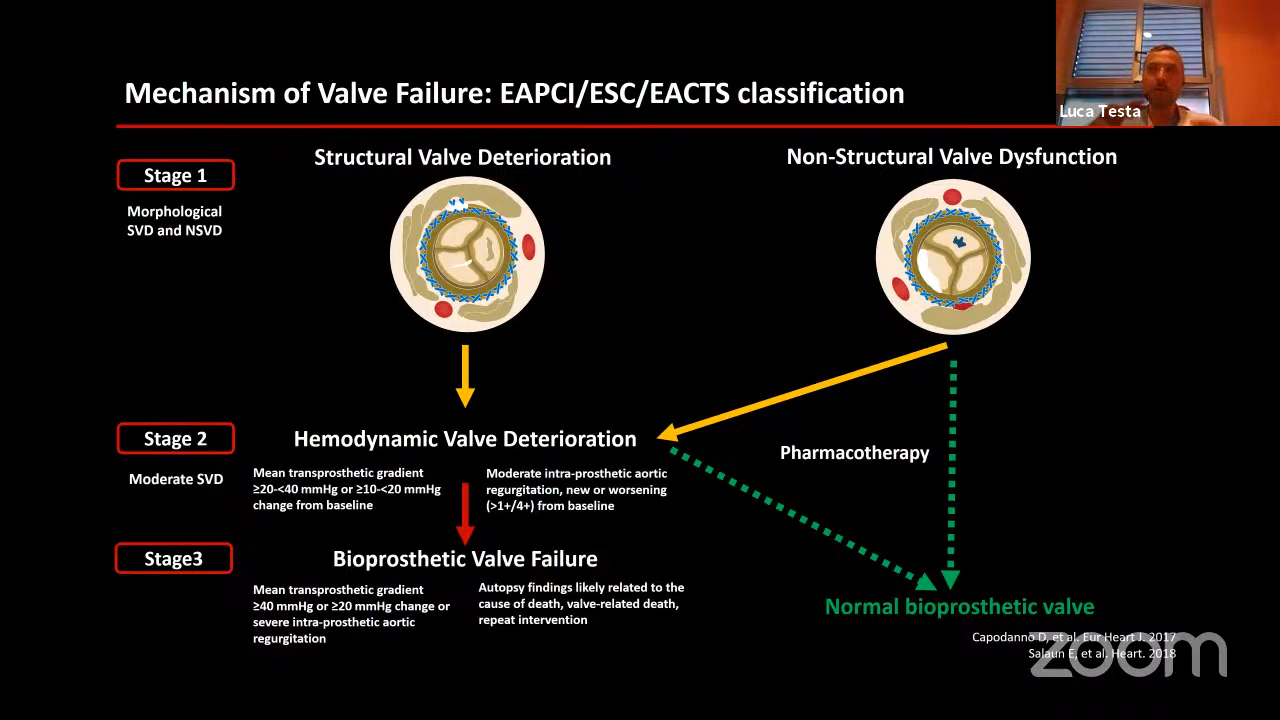 Luca Testa
Mechanism of Valve Failure: EAPCI/ESC/EACTS classification
Structural Valve Deterioration
Non-Structural Valve Dysfunction
Stage 1
Morphological
SVD and NSVD
Stage 2
Moderate SVD
Hemodynamic Valve Deterioration
Mean transprosthetic gradient
≥20-<40 mmHg or ≥10-<20 mmHg
change from baseline
Moderate intra-prosthetic aortic
regurgitation, new or worsening
(>1+/4+) from baseline
Pharmacotherapy
Stage3
Bioprosthetic Valve Failure
Mean transprosthetic gradient
≥40 mmHg or ≥20 mmHg change or
severe intra-prosthetic aortic
regurgitation
Autopsy findings likely related to the
cause of death, valve-related death,
repeat intervention
Normal bioprosthetic valve
Capodanno D, et al. Eur Heart J. 2017
Salaun E, et al. Heart. 2018
zoom